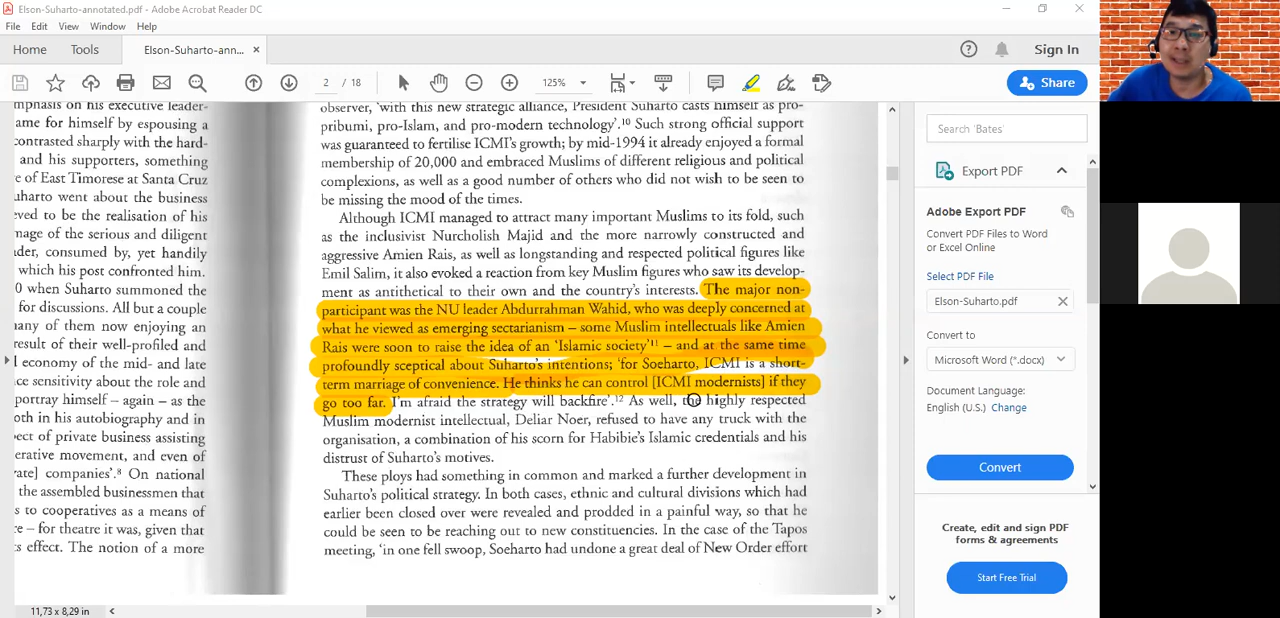 Elson-Suharto-annotated.pdf - Adobe Acrobat Reader DC
File Edit View Window Help
Home Tools Elson-Suharto-ann... × Sign In
2 / 18 125% Share
mphasis on his executive leader-
ame for himself by espousing a
contrasted sharply with the hard-
and his supporters, something
e of East Timorese at Santa Cruz
uharto went about the business
eved to be the realisation of his
mage of the serious and diligent
der, consumed by, yet handily
which his post confronted him.
0 when Suharto summoned the
for discussions. All but a couple
any of them now enjoying an
result of their well-profiled and
l economy of the mid- and late
ce sensitivity about the role and
portray himself – again – as the
oth in his autobiography and in
pect of private business assisting
erative movement, and even of
rate] companies'.8 On national
the assembled businessmen that
s to cooperatives as a means of
re – for theatre it was, given that
s effect. The notion of a more
observer, 'with this new strategic alliance, President Suharto casts himself as pro-
pribumi, pro-Islam, and pro-modern technology'.10 Such strong official support
was guaranteed to fertilise ICMI's growth; by mid-1994 it already enjoyed a formal
membership of 20,000 and embraced Muslims of different religious and political
complexions, as well as a good number of others who did not wish to be seen to
be missing the mood of the times.
Although ICMI managed to attract many important Muslims to its fold, such
as the inclusivist Nurcholish Majid and the more narrowly constructed and
aggressive Amien Rais, as well as longstanding and respected political figures like
Emil Salim, it also evoked a reaction from key Muslim figures who saw its develop-
ment as antithetical to their own and the country's interests. The major non-
participant was the NU leader Abdurrahman Wahid, who was deeply concerned at
what he viewed as emerging sectarianism – some Muslim intellectuals like Amien
Rais were soon to raise the idea of an 'Islamic society'11 – and at the same time
profoundly sceptical about Suharto's intentions; 'for Soeharto, ICMI is a short-
term marriage of convenience. He thinks he can control [ICMI modernists] if they
go too far. I'm afraid the strategy will backfire'.12 As well, the highly respected
Muslim modernist intellectual, Deliar Noer, refused to have any truck with the
organisation, a combination of his scorn for Habibie's Islamic credentials and his
distrust of Suharto's motives.
These ploys had something in common and marked a further development in
Suharto's political strategy. In both cases, ethnic and cultural divisions which had
earlier been closed over were revealed and prodded in a painful way, so that he
could be seen to be reaching out to new constituencies. In the case of the Tapos
meeting, 'in one fell swoop, Soeharto had undone a great deal of New Order effort
11,73 x 8,29 in
Search 'Bates'
Export PDF
Adobe Export PDF
Convert PDF Files to Word
or Excel Online
Select PDF File
Elson-Suharto.pdf
Convert to
Microsoft Word (*.docx)
Document Language:
English (U.S.) Change
Convert
Create, edit and sign PDF
forms & agreements
Start Free Trial